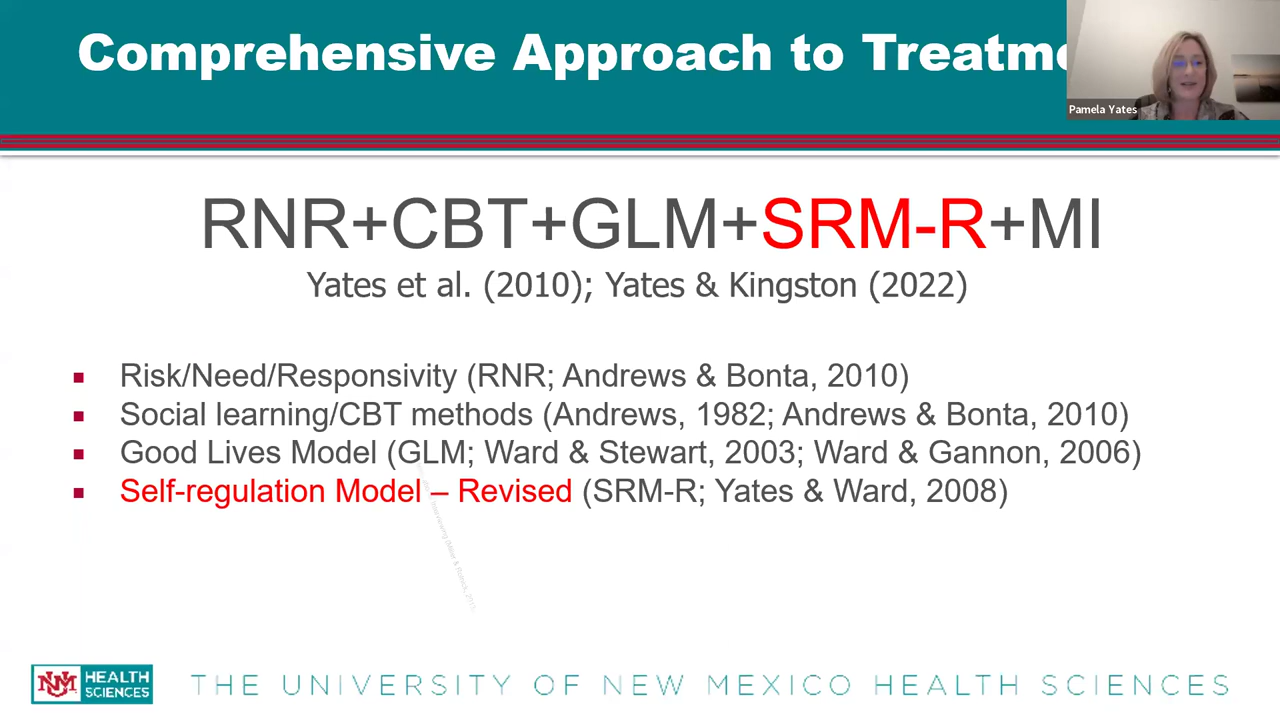 Comprehensive Approach to Treatme
Pamela Yates
RNR+CBT+GLM+SRM-R+MI
Yates et al. (2010); Yates & Kingston (2022)
▪ Risk/Need/Responsivity (RNR; Andrews & Bonta, 2010)
▪ Social learning/CBT methods (Andrews, 1982; Andrews & Bonta, 2010)
▪ Good Lives Model (GLM; Ward & Stewart, 2003; Ward & Gannon, 2006)
▪ Self-regulation Model – Revised (SRM-R; Yates & Ward, 2008)
UNM HEALTH SCIENCES
THE UNIVERSITY OF NEW MEXICO HEALTH SCIENCES